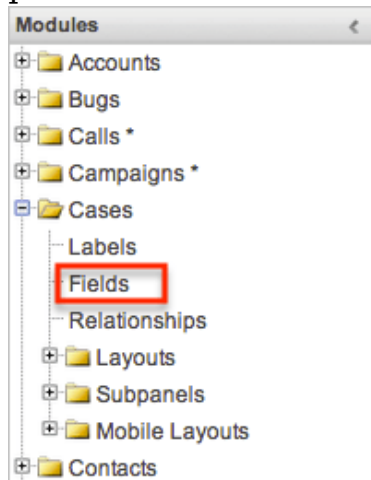 Modules
Accounts
Bugs
Calls *
Campaigns *
Cases
Labels
Fields
Relationships
Layouts
Subpanels
Mobile Layouts
Contacts